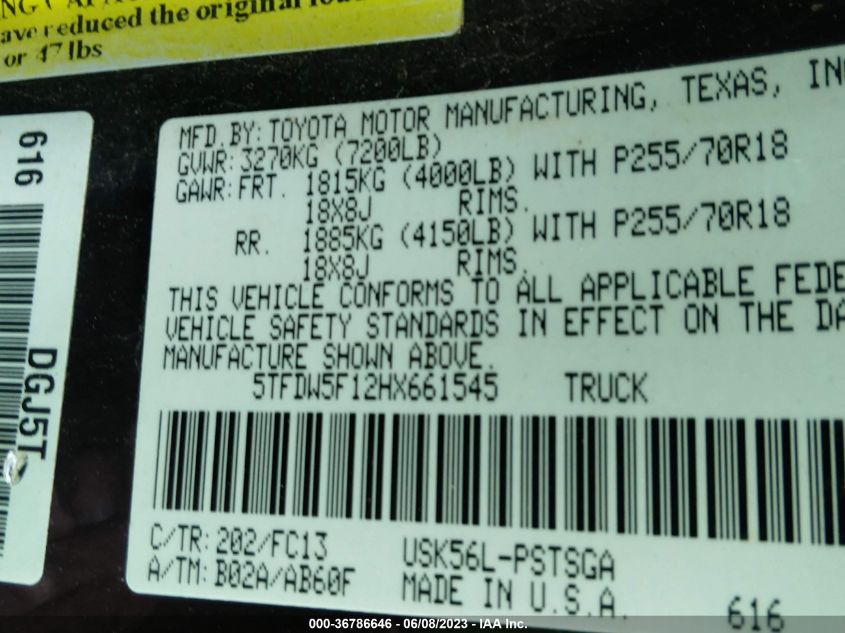 have reduced the original
or 47 lbs
616
DGJ5T
MFD. BY: TOYOTA MOTOR MANUFACTURING, TEXAS,
GVWR: 3270KG (7200LB)
GAWR: FRT. 1815KG (4000LB) WITH P255/70R18
18X8J RIMS.
RR. 1885KG (4150LB) WITH P255/70R18
18X8J RIMS.
THIS VEHICLE CONFORMS TO ALL APPLICABLE FEDE
VEHICLE SAFETY STANDARDS IN EFFECT ON THE DA
MANUFACTURE SHOWN ABOVE.
5TFDW5F12HX661545 TRUCK
C/TR: 202/FC13 USK56L-PSTSGA
A/TM: B02A/AB60F MADE IN U.S.A. 616
000-36786646 - 06/08/2023 - IAA Inc.